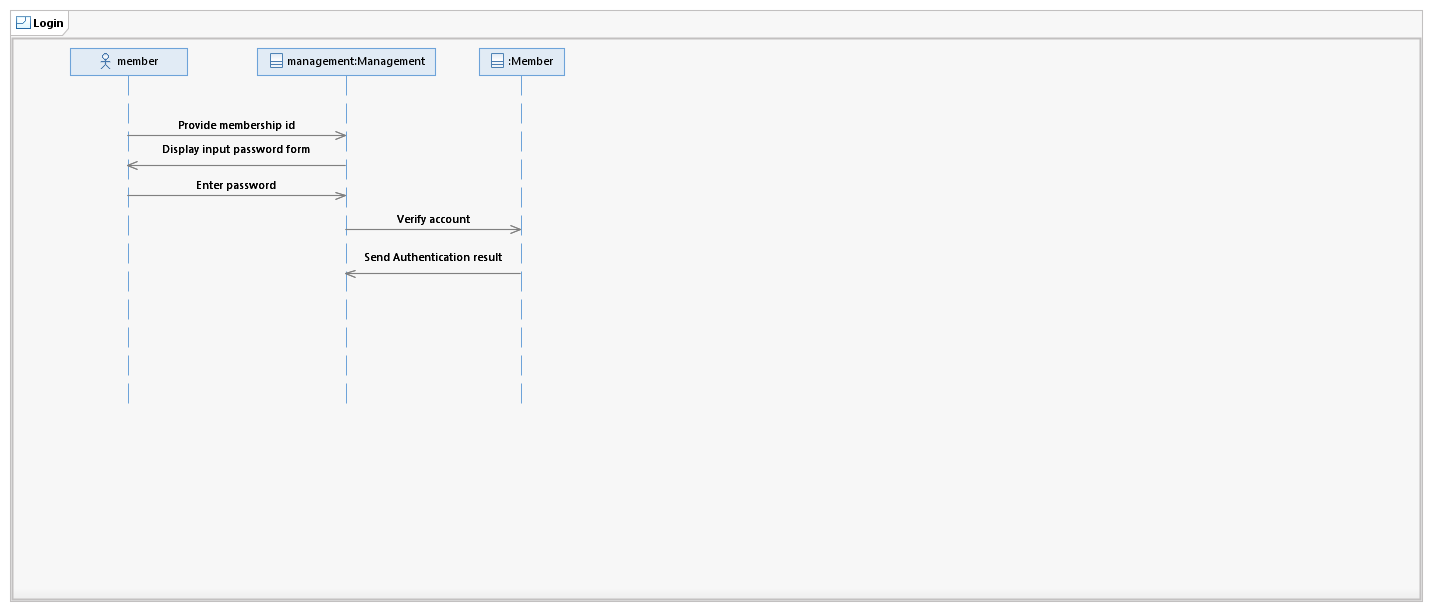 Login
member
management:Management
:Member
Provide membership id
Display input password form
Enter password
Verify account
Send Authentication result